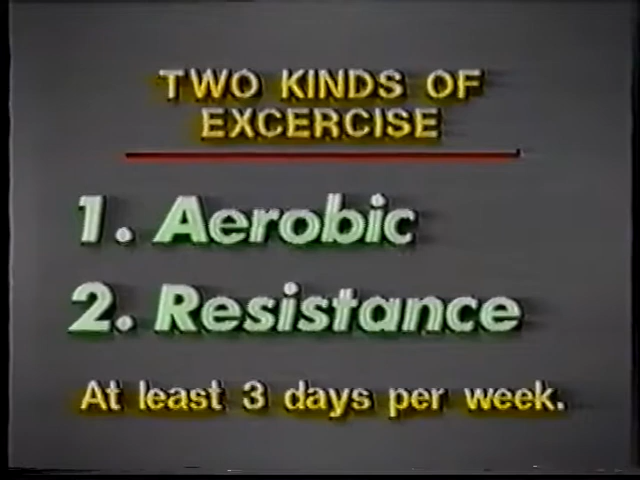 TWO KINDS OF
EXCERCISE
1. Aerobic
2. Resistance
At least 3 days per week.